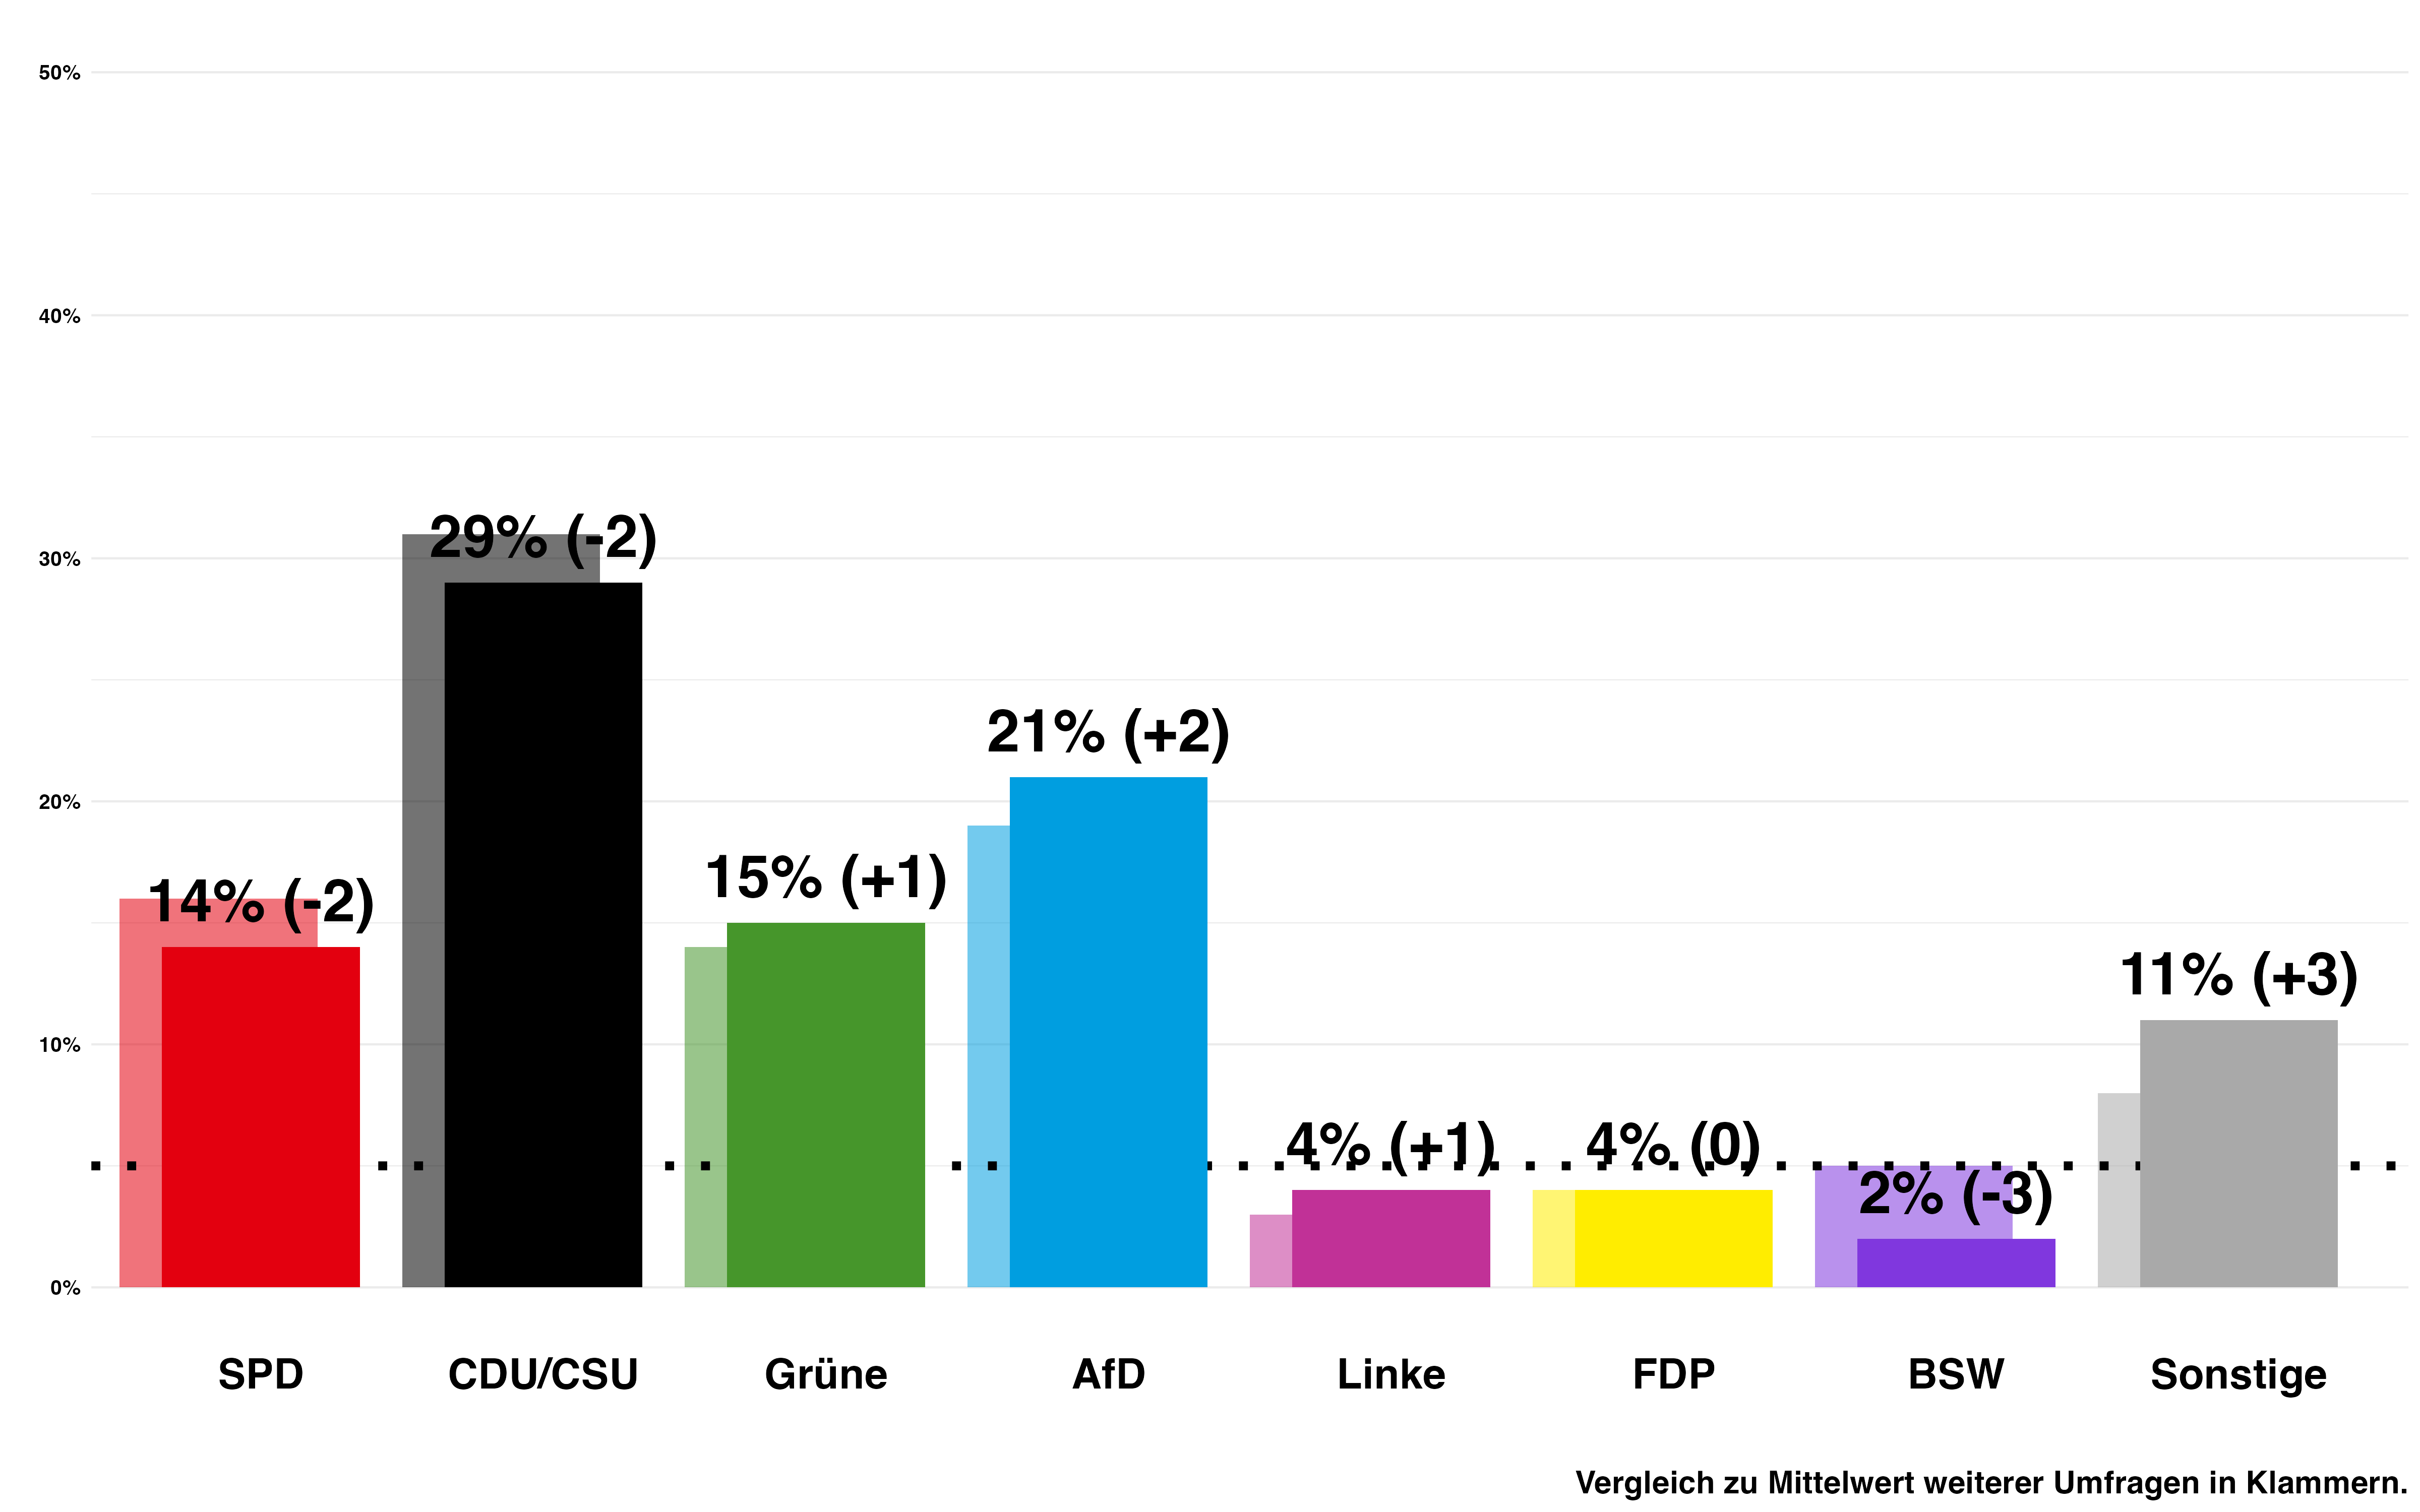 50%
40%
30%
20%
10%
0%
14% (-2)
29% (-2)
15% (+1)
21% (+2)
4% (+1)
4% (0)
2% (-3)
11% (+3)
SPD
CDU/CSU
Grüne
AfD
Linke
FDP
BSW
Sonstige
Vergleich zu Mittelwert weiterer Umfragen in Klammern.